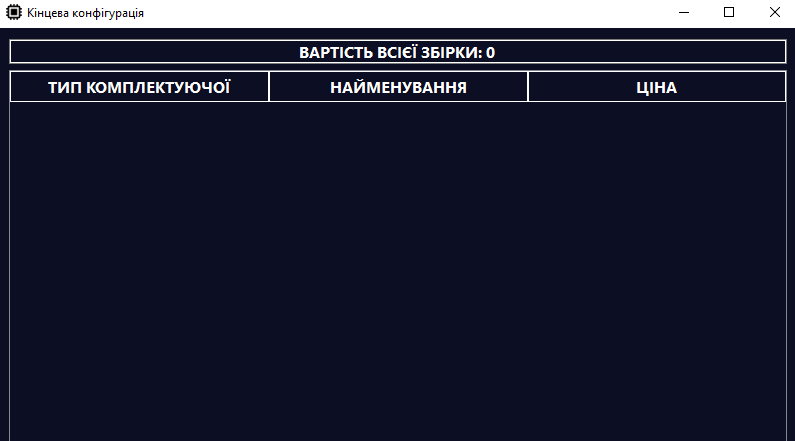 Кінцева конфігурація
ВАРТІСТЬ ВСІЄЇ ЗБІРКИ: 0
ТИП КОМПЛЕКТУЮЧОЇ НАЙМЕНУВАННЯ ЦІНА